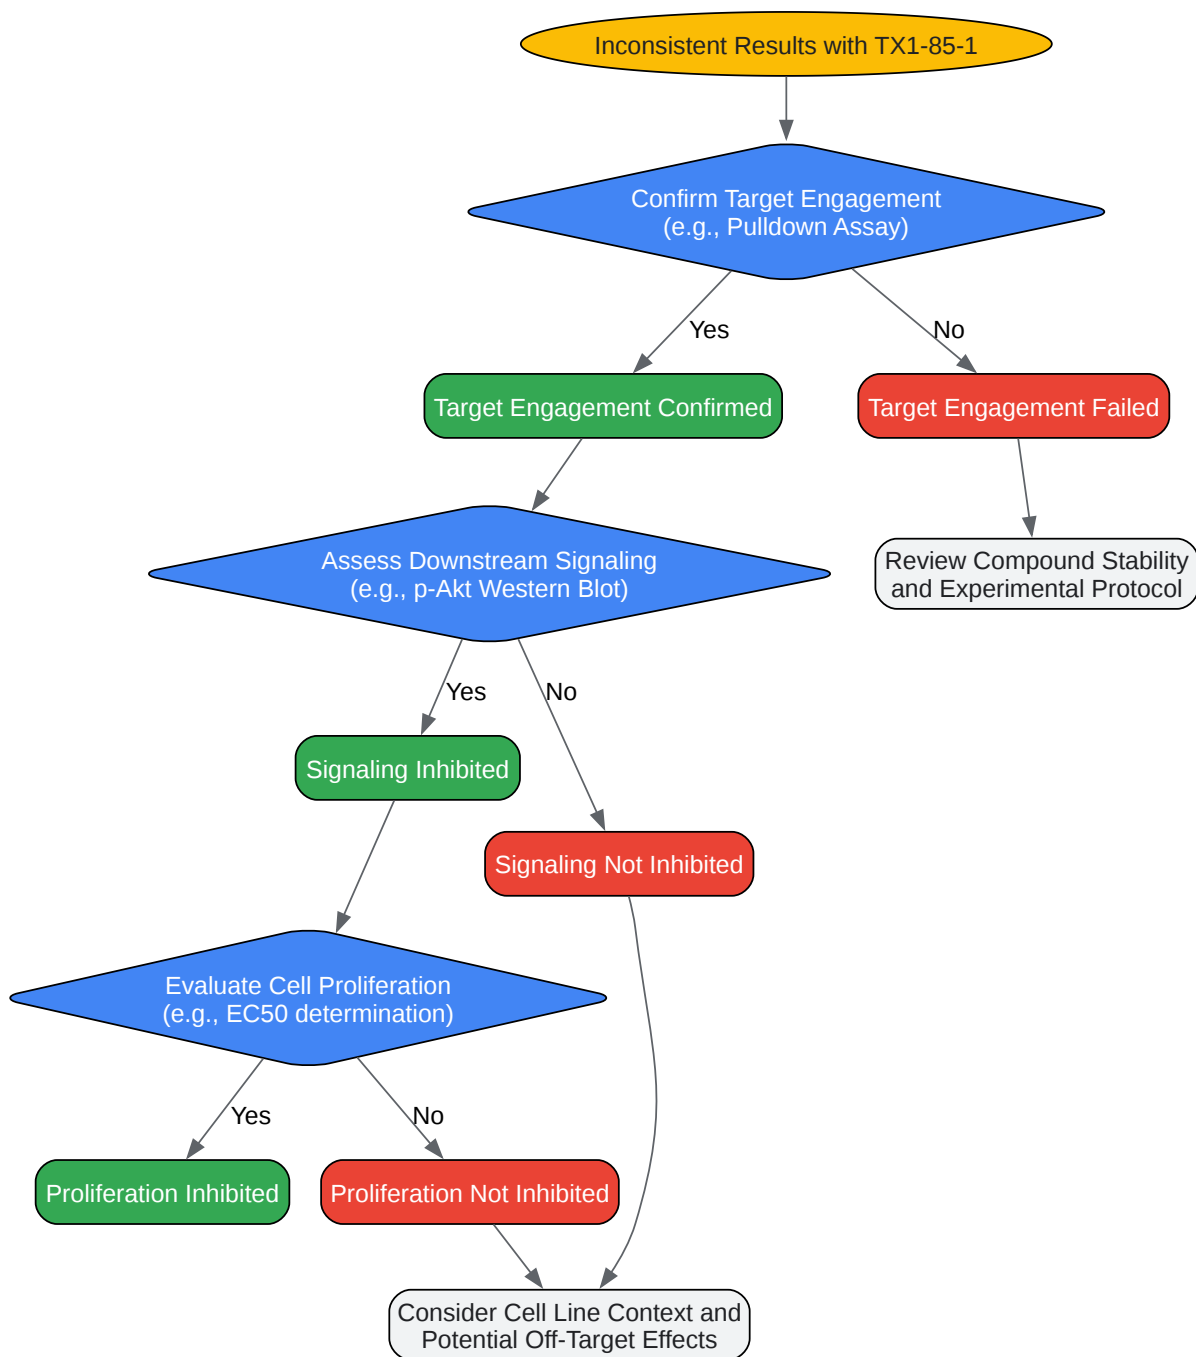 Inconsistent Results with TX1-85-1
Confirm Target Engagement
(e.g., Pulldown Assay)
Yes
No
Target Engagement Confirmed
Target Engagement Failed
Assess Downstream Signaling
(e.g., p-Akt Western Blot)
Review Compound Stability
and Experimental Protocol
Yes
No
Signaling Inhibited
Signaling Not Inhibited
Evaluate Cell Proliferation
(e.g., EC50 determination)
Yes
No
Proliferation Inhibited
Proliferation Not Inhibited
Consider Cell Line Context and
Potential Off-Target Effects